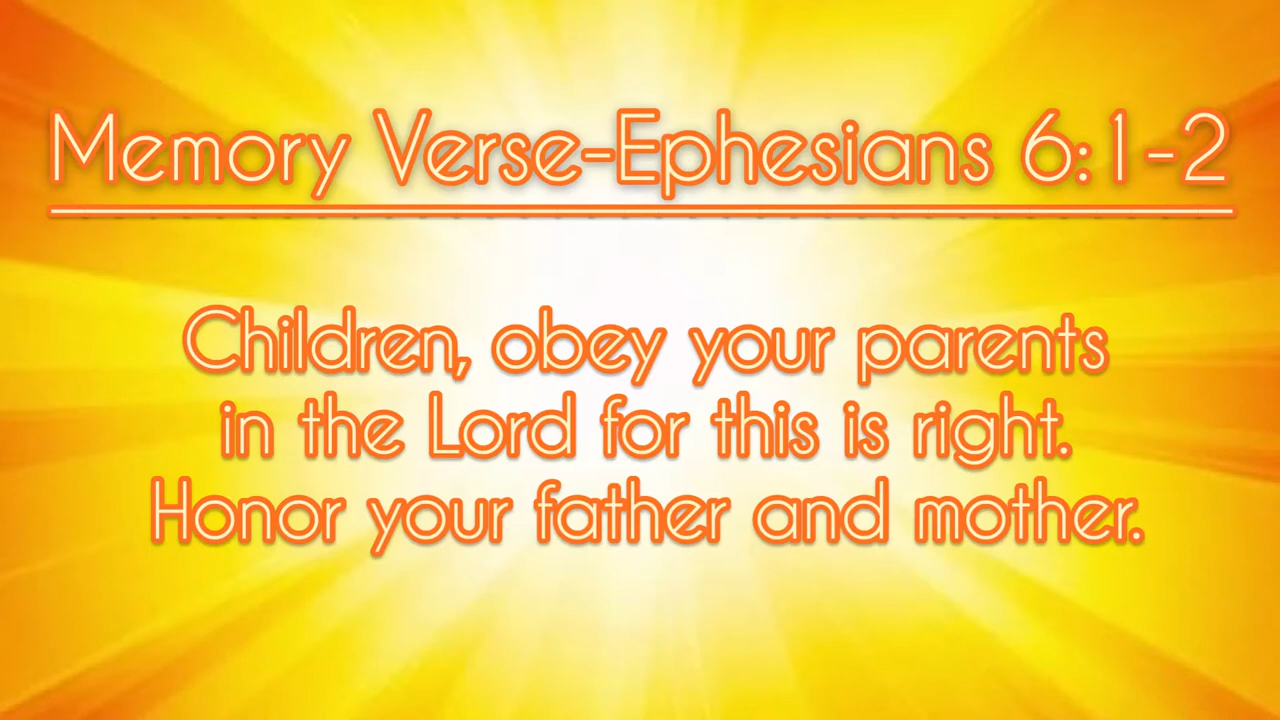 Memory Verse-Ephesians 6:1-2
Children, obey your parents
in the Lord for this is right.
Honor your father and mother.